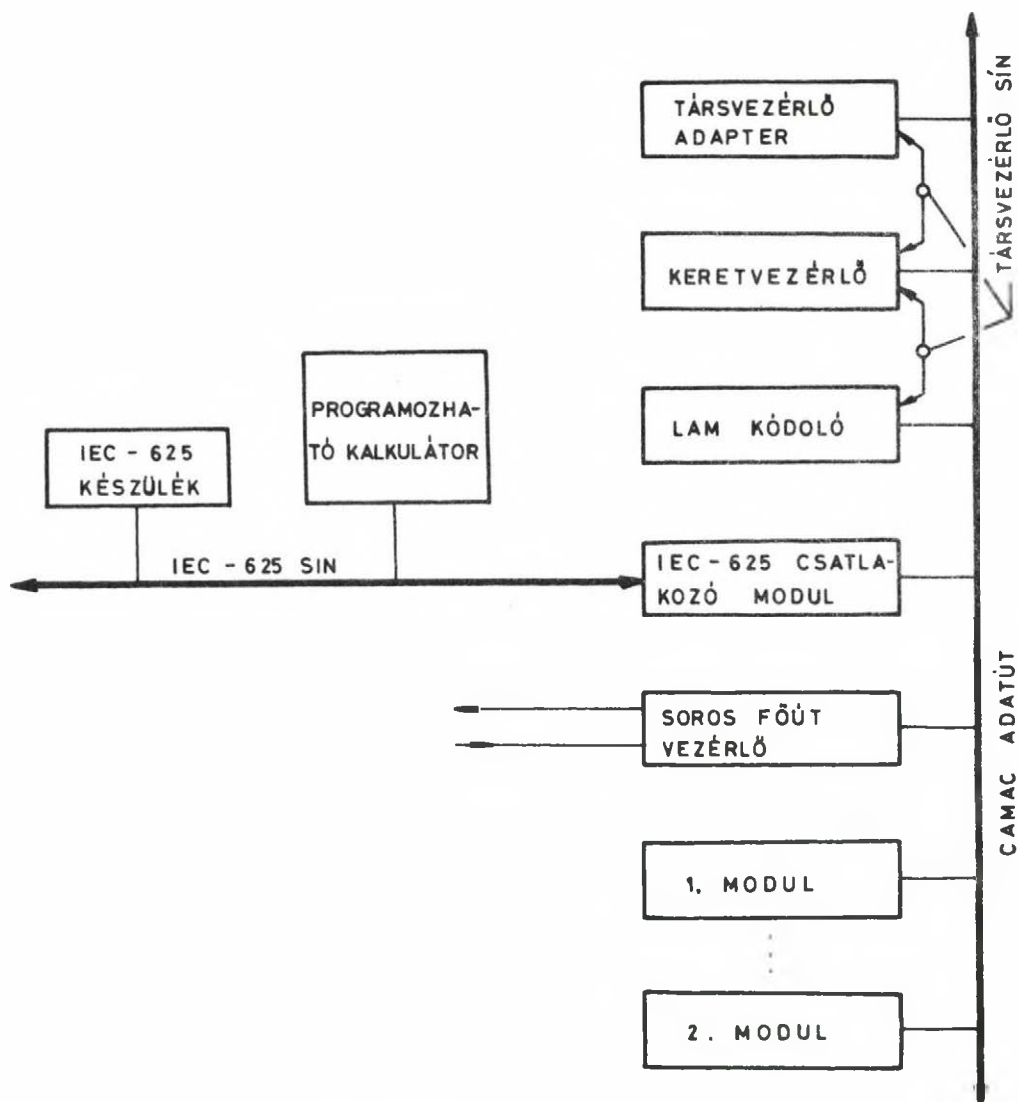 TÁRSVEZÉRLŐ
ADAPTER
TÁRSVEZÉRLŐ SÍN
KERETVEZÉRLŐ
LAM KÓDOLÓ
PROGRAMOZHA-
TÓ KALKULÁTOR
IEC - 625
KÉSZÜLÉK
IEC - 625 SIN
IEC - 625 CSATLA-
KOZÓ MODUL
SOROS FŐÚT
VEZÉRLŐ
CAMAC ADATÚT
1. MODUL
2. MODUL